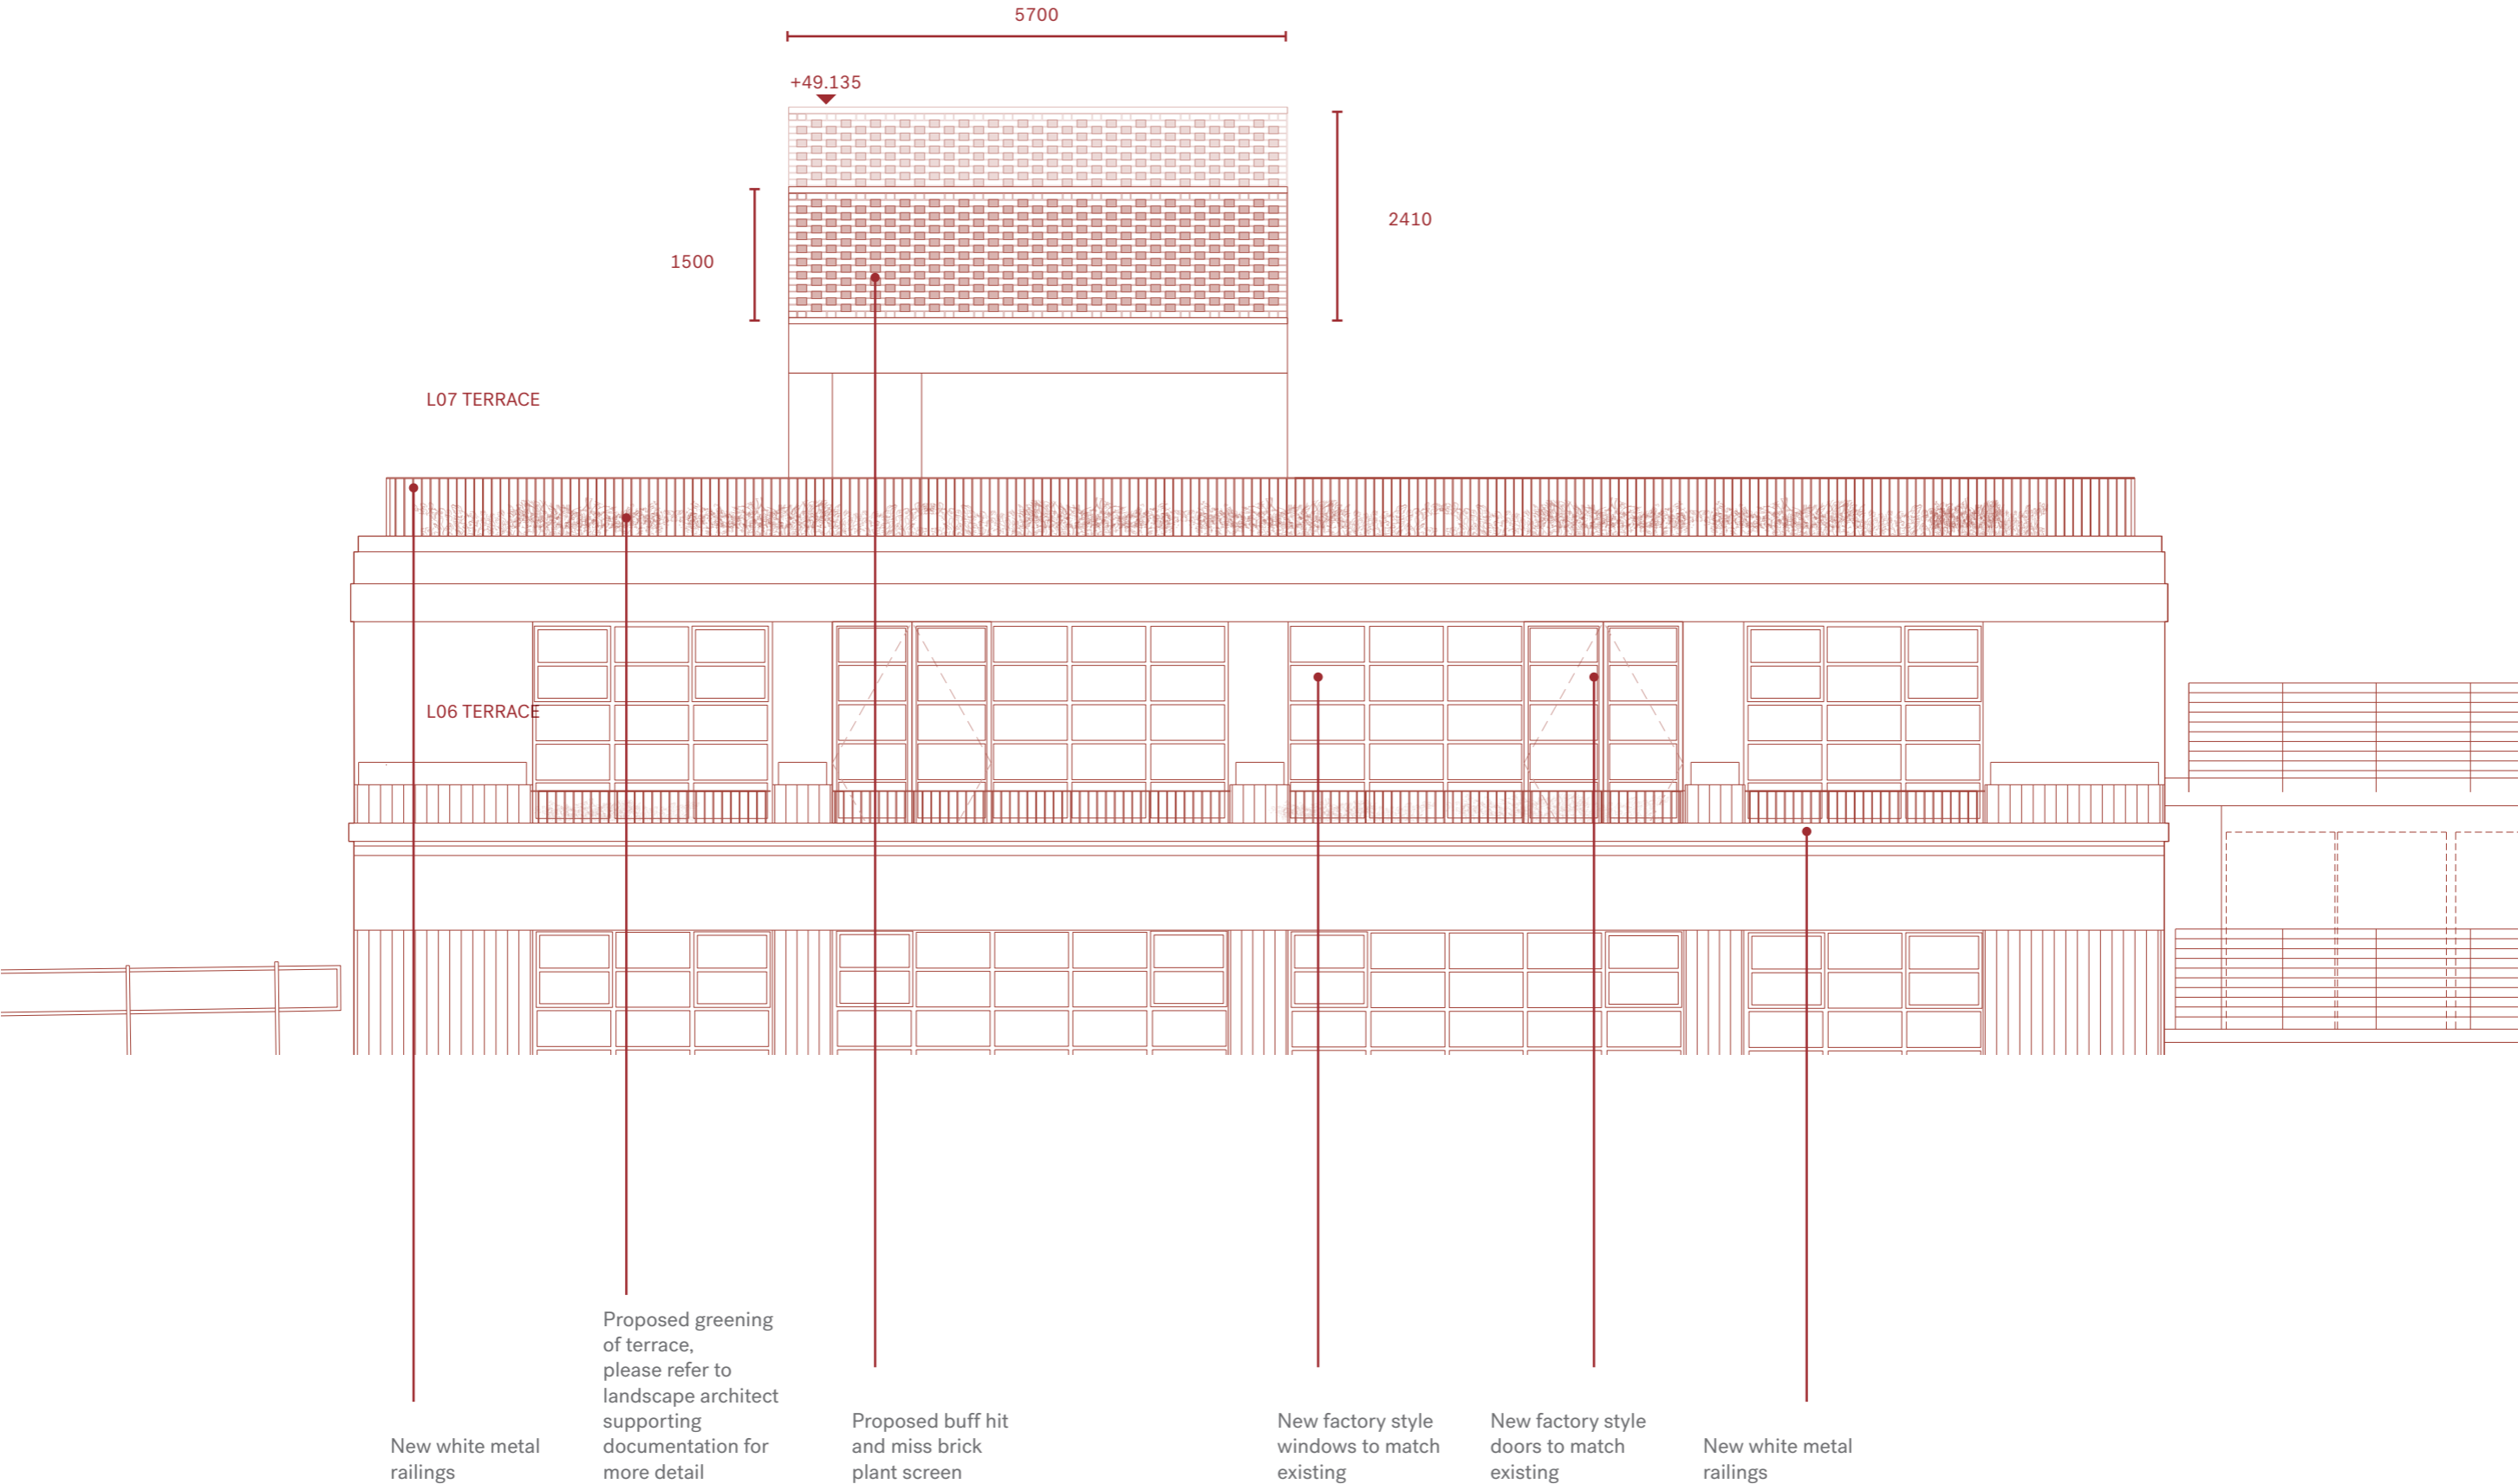 5700
+49.135
2410
1500
L07 TERRACE
L06 TERRACE
New white metal
railings
Proposed greening
of terrace,
please refer to
landscape architect
supporting
documentation for
more detail
Proposed buff hit
and miss brick
plant screen
New factory style
windows to match
existing
New factory style
doors to match
existing
New white metal
railings